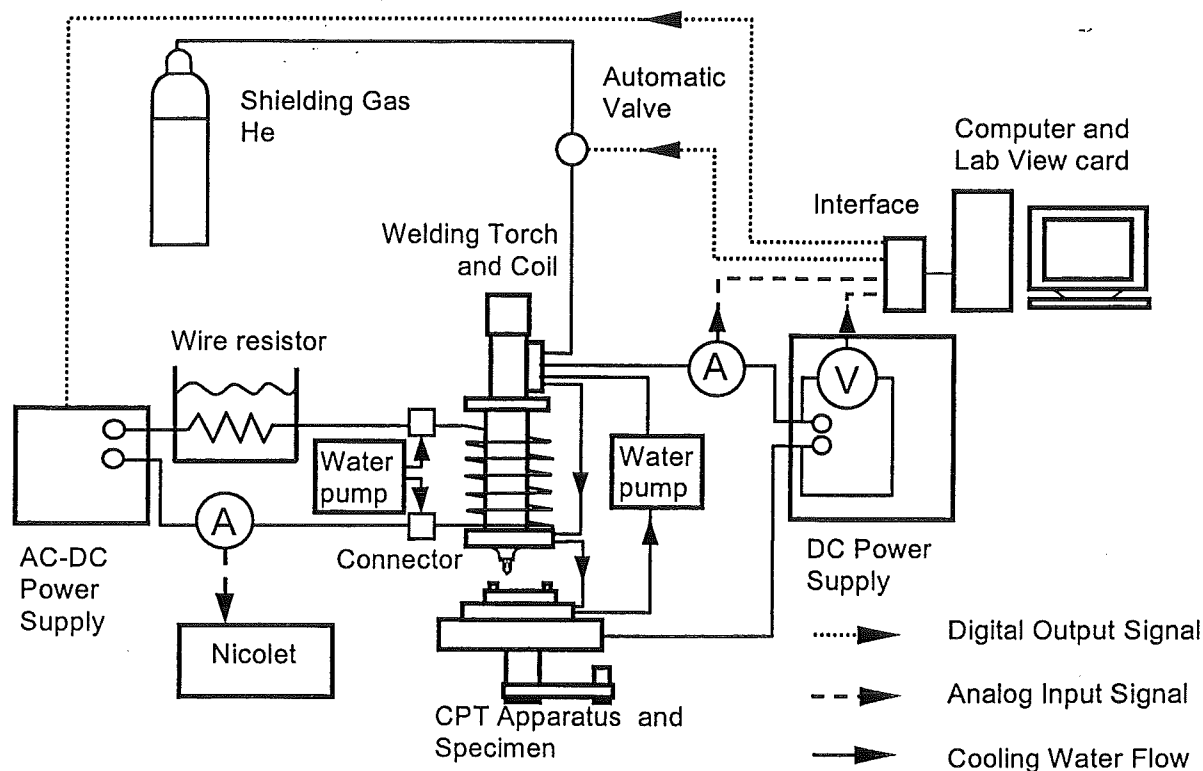 Shielding Gas
He
Automatic
Valve
Computer and
Lab View card
Interface
Welding Torch
and Coil
Wire resistor
A
V
Water
pump
Water
pump
A
Connector
AC-DC
Power
Supply
DC Power
Supply
Nicolet
CPT Apparatus and
Specimen
Digital Output Signal
Analog Input Signal
Cooling Water Flow